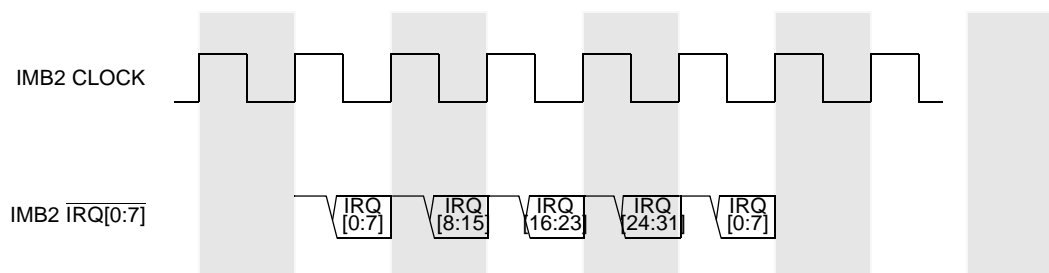 IMB2 CLOCK
IMB2 IRQ[0:7]
IRQ
[0:7]
IRQ
[8:15]
IRQ
[16:23]
IRQ
[24:31]
IRQ
[0:7]